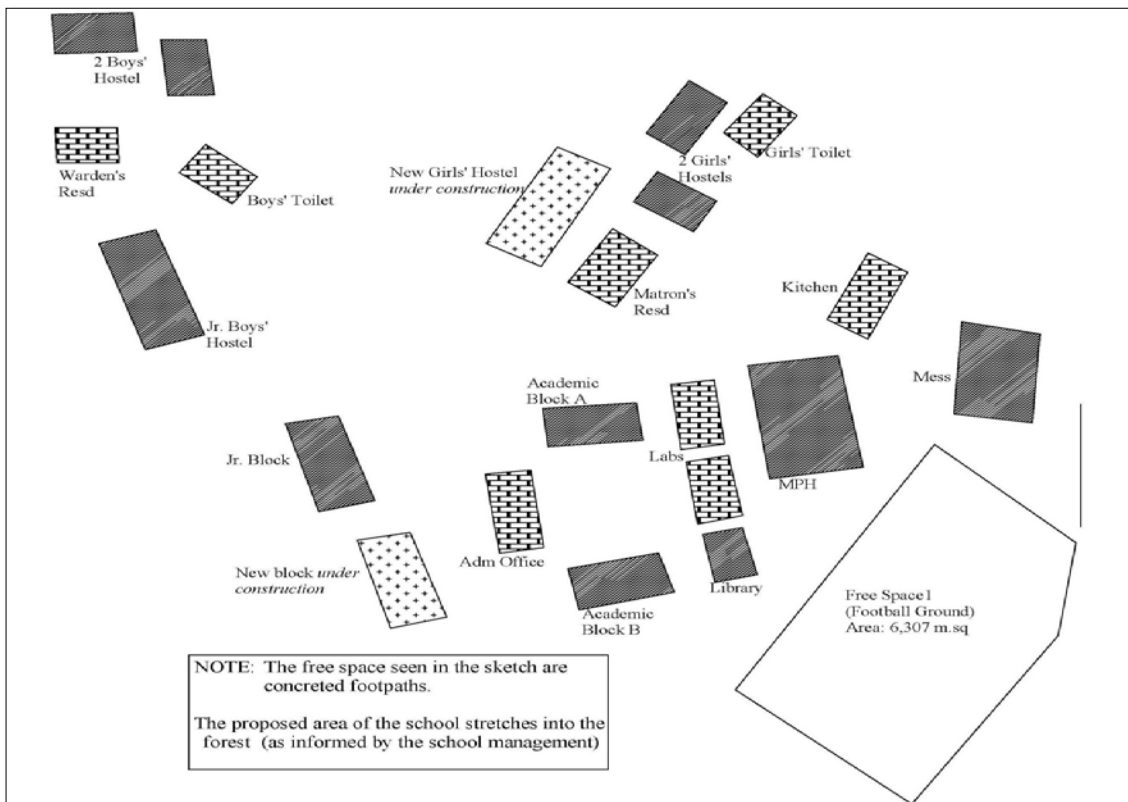 2 Boys'
Hostel
Warden's
Resd
Boys' Toilet
New Girls' Hostel
under construction
2 Girls'
Hostels
Girls' Toilet
Matron's
Resd
Kitchen
Jr. Boys'
Hostel
Mess
Academic
Block A
Jr. Block
Labs
MPH
Adm Office
New block under
construction
Academic
Block B
Library
Free Space1
(Football Ground)
Area: 6,307 m.sq
NOTE: The free space seen in the sketch are
concreted footpaths.
The proposed area of the school stretches into the
forest (as informed by the school management)